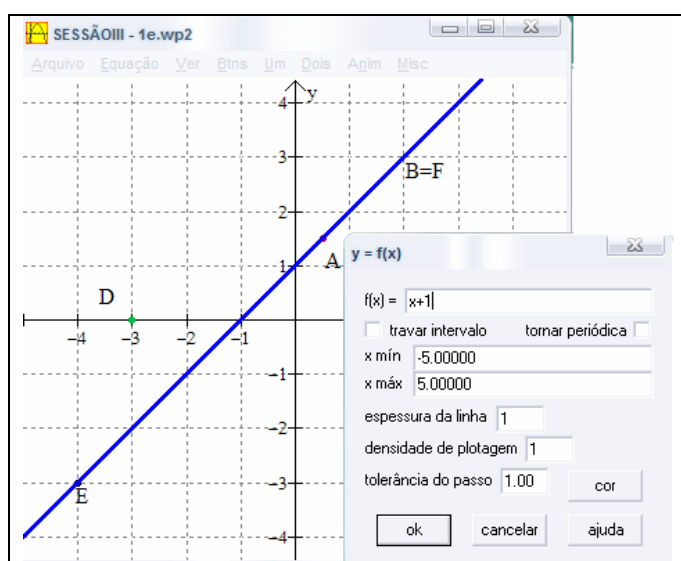 SESSÃOIII - 1e.wp2
Arquivo Equação Ver Btns Um Dois Anim Misc
y
4
3
B=F
2
1
A
D
-4 -3 -2 -1
-1
-2
-3
E
-4
y = f(x)
f(x) = x+1
travar intervalo tornar periódica
x mín -5.00000
x máx 5.00000
espessura da linha 1
densidade de plotagem 1
tolerância do passo 1.00 cor
ok cancelar ajuda